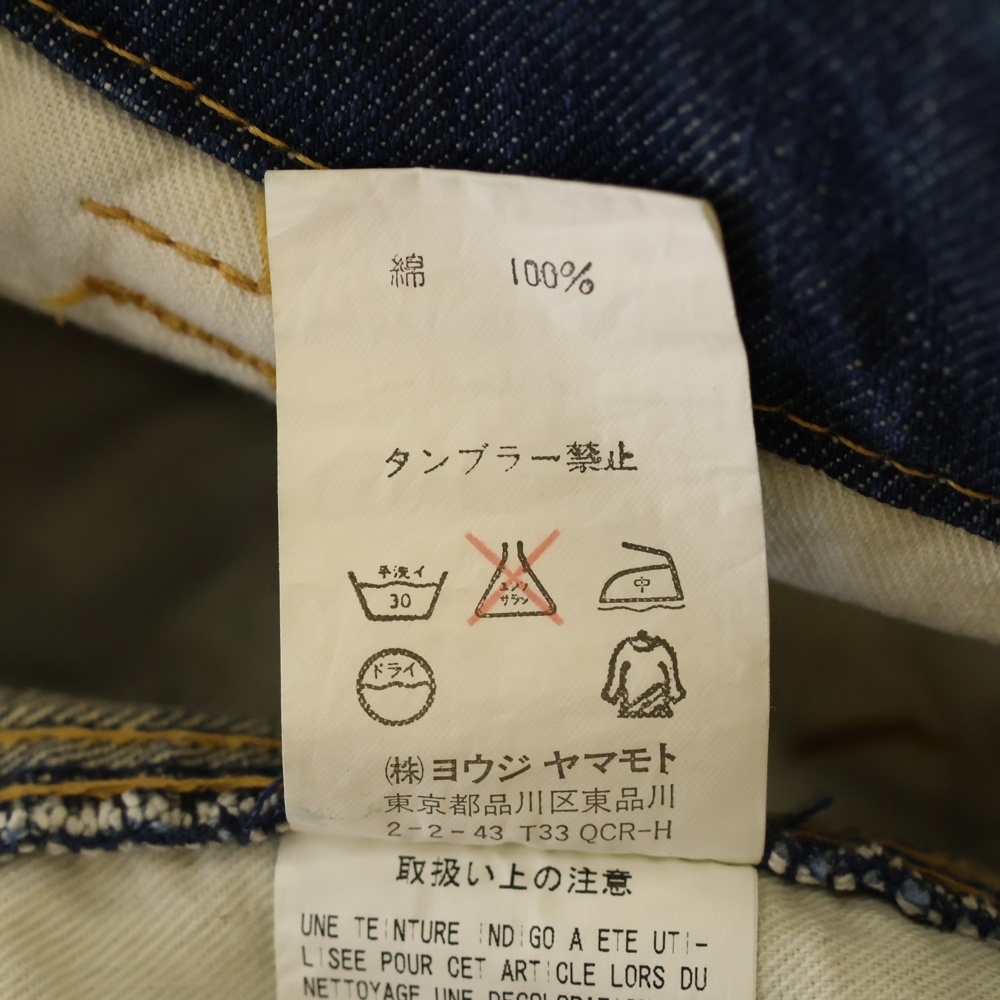 綿 100%
タンブラー禁止
手洗イ
30
エンソ
サラシ
中
ドライ
(株)ヨウジ ヤマモト
東京都品川区東品川
2-2-43 T33 QCR-H
取扱い上の注意
UNE TEINTURE INDIGO A ETE UTI-
LISEE POUR CET ARTICLE LORS DU
NETTOYAGE UNE